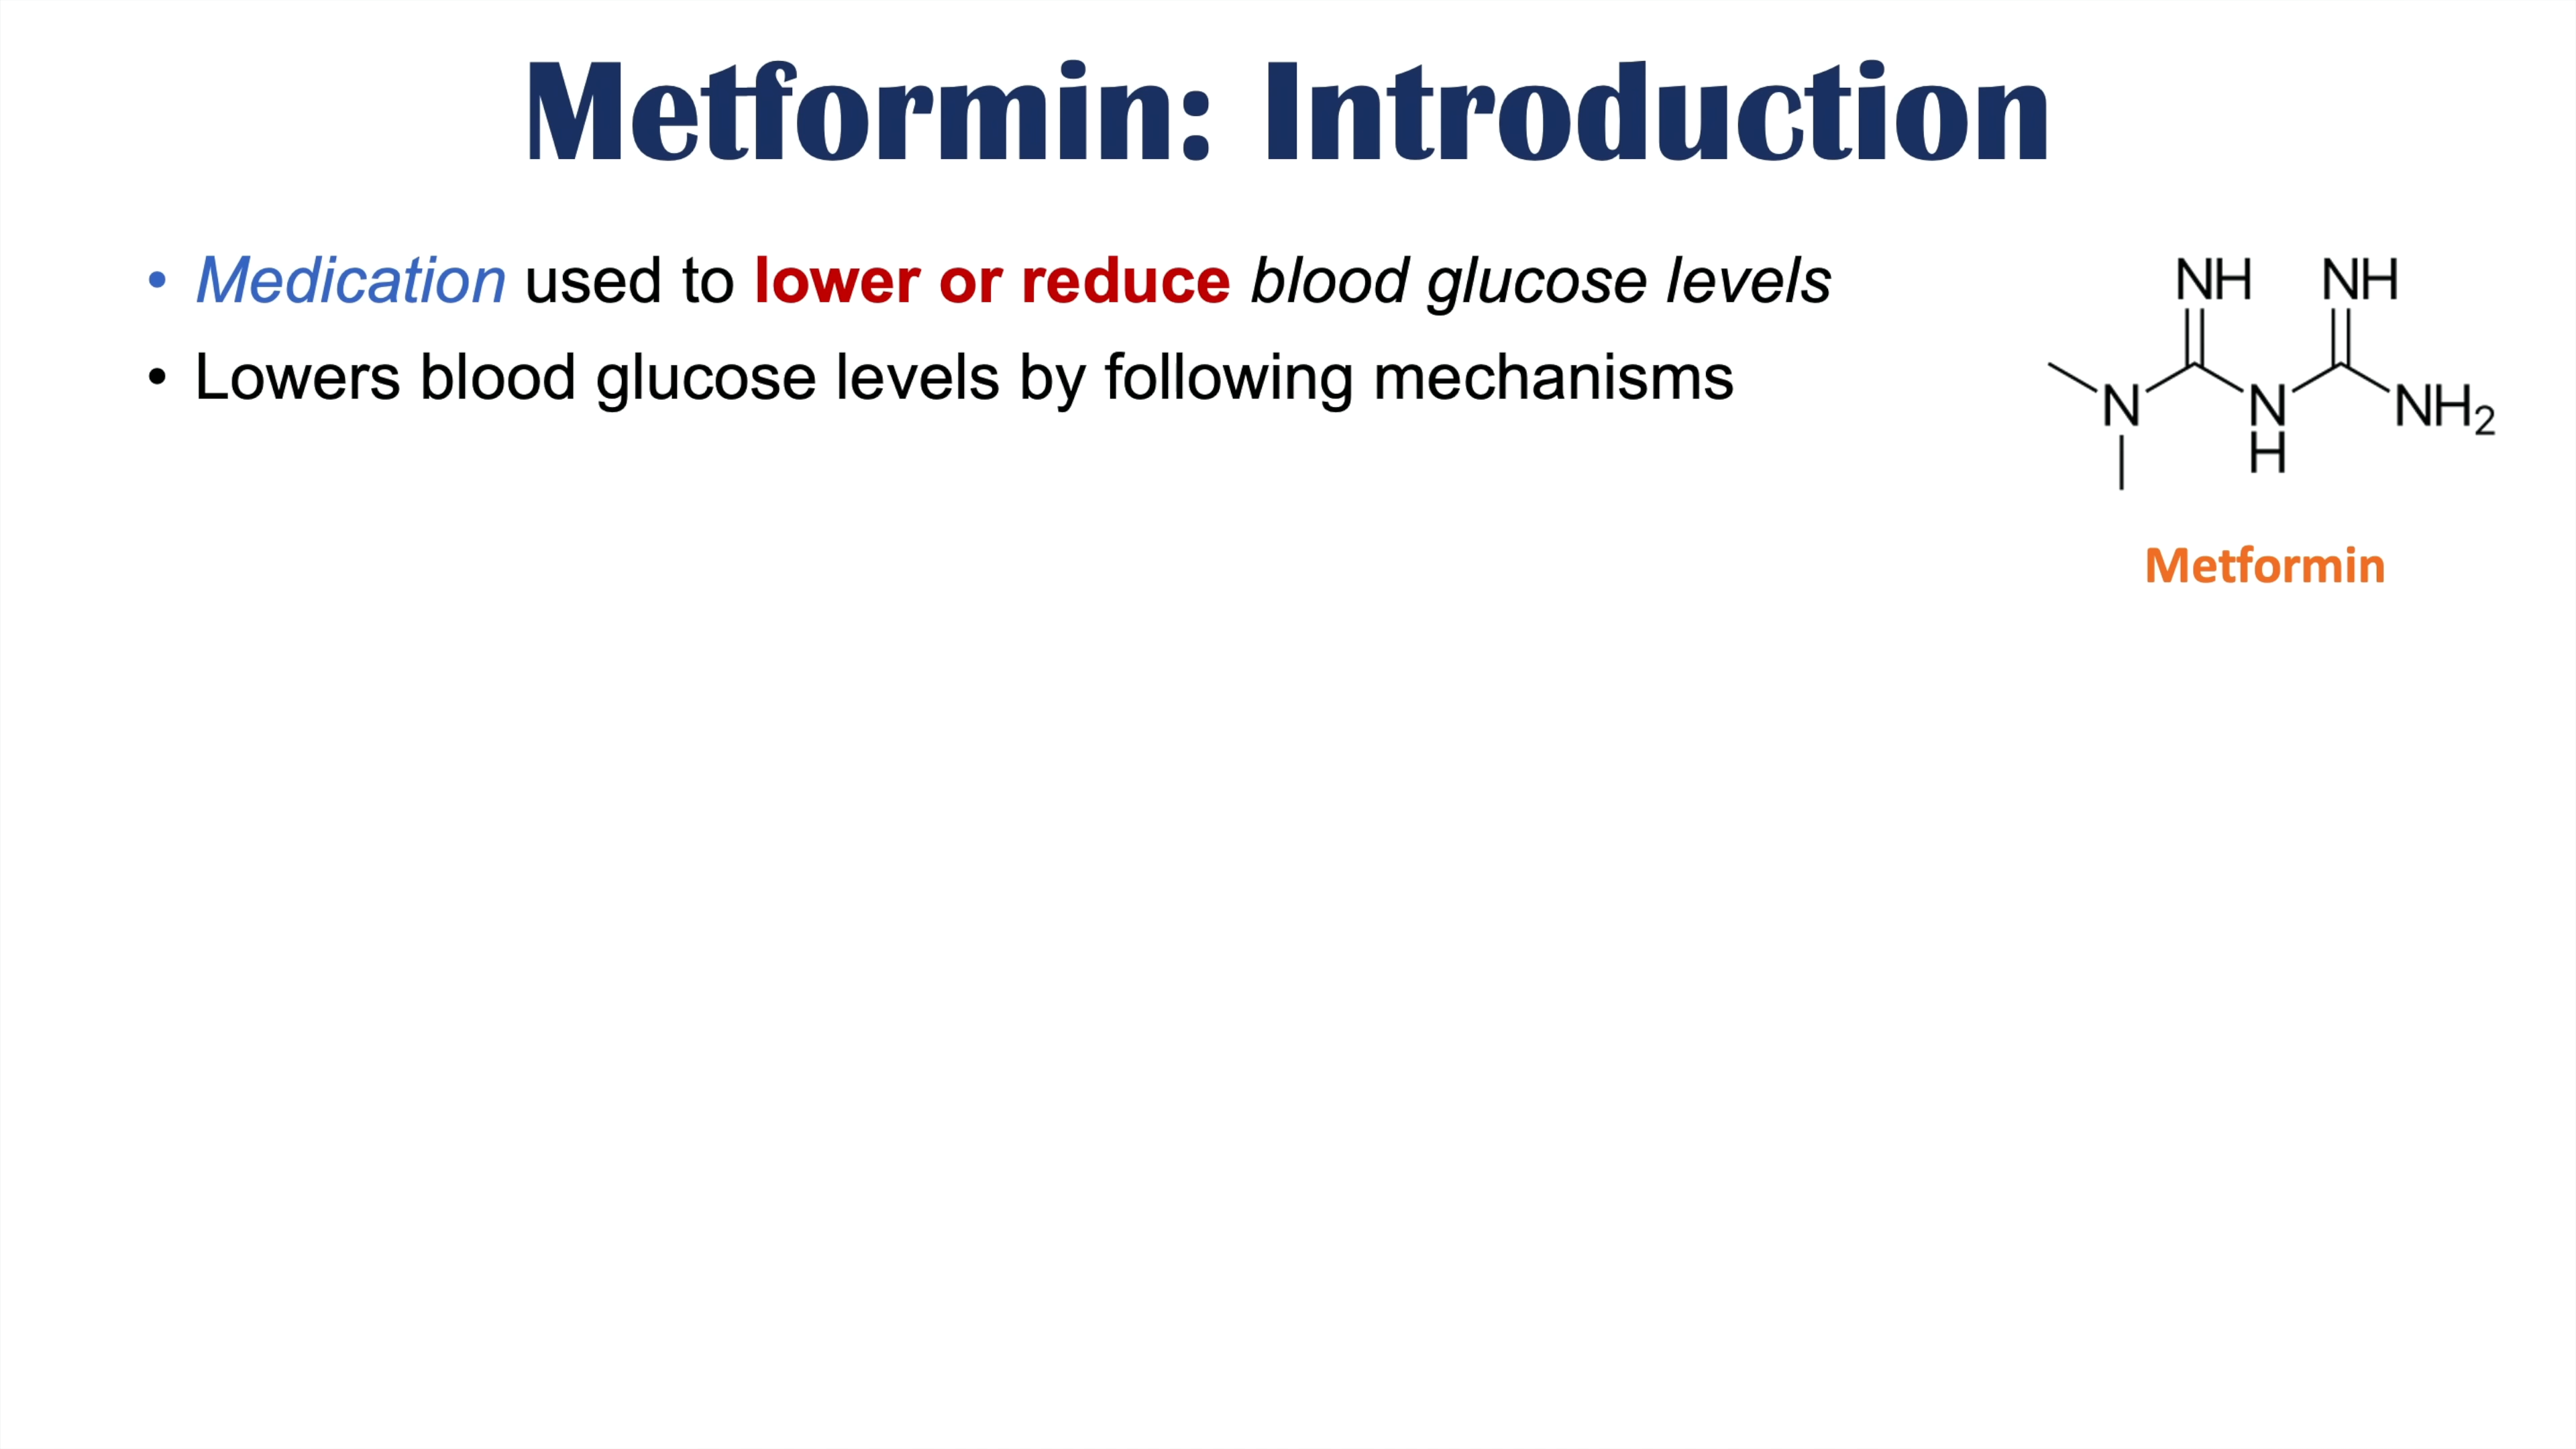 Metformin: Introduction
• Medication used to lower or reduce blood glucose levels
• Lowers blood glucose levels by following mechanisms
NH NH
N N NH₂
H
Metformin